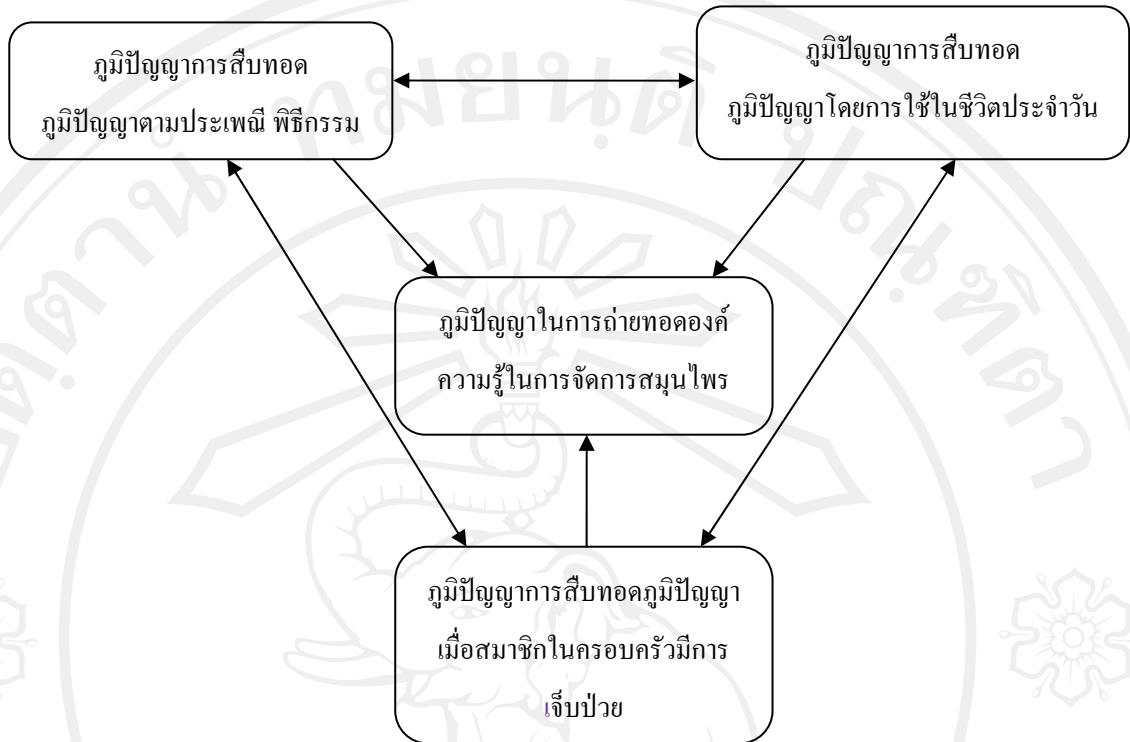 ภูมิปัญญาการสืบทอด
ภูมิปัญญาตามประเพณี พิธีกรรม
ภูมิปัญญาการสืบทอด
ภูมิปัญญาโดยการใช้ในชีวิตประจำวัน
ภูมิปัญญาในการถ่ายทอดองค์
ความรู้ในการจัดการสมุนไพร
ภูมิปัญญาการสืบทอดภูมิปัญญา
เมื่อสมาชิกในครอบครัวมีการ
เจ็บป่วย